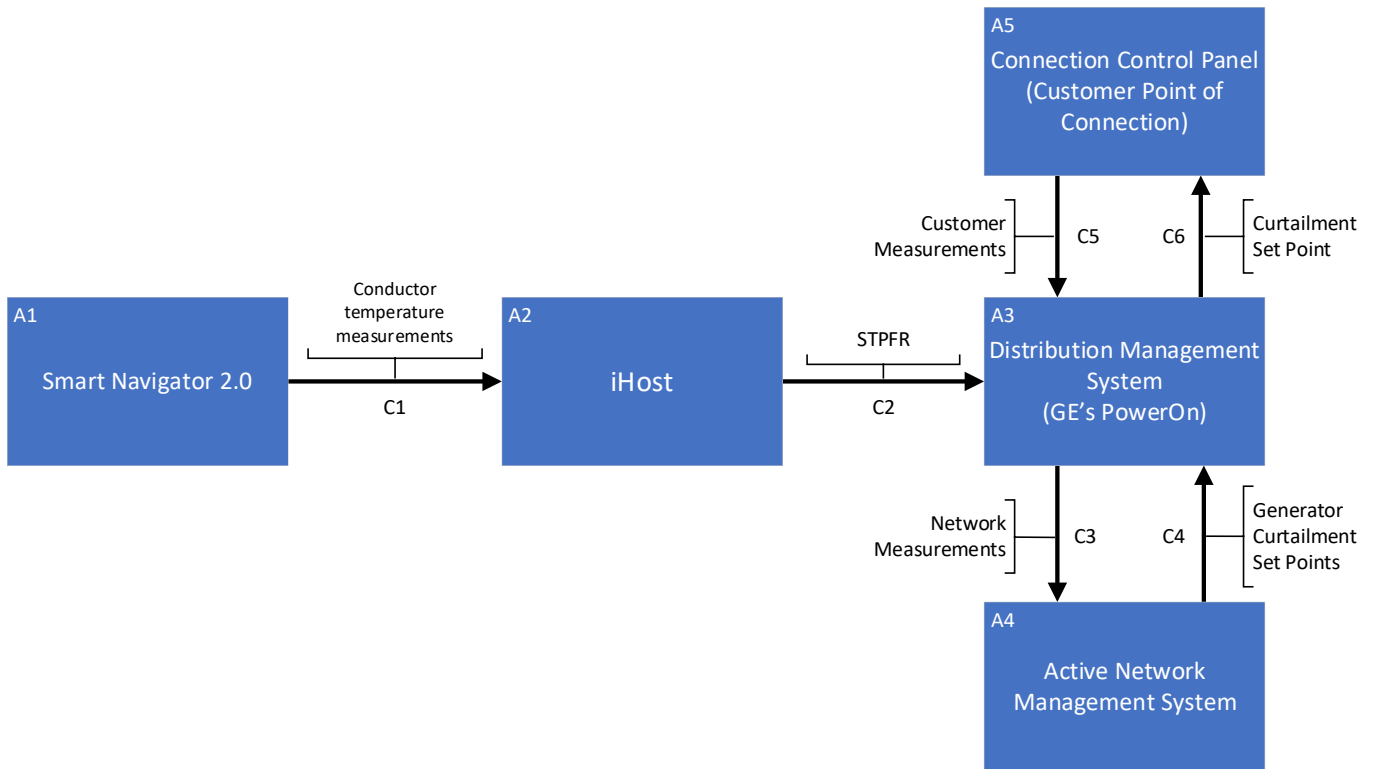 A5
Connection Control Panel
(Customer Point of
Connection)
Customer
Measurements
C5
C6
Curtailment
Set Point
A1
Smart Navigator 2.0
Conductor
temperature
measurements
C1
A2
iHost
STPFR
C2
A3
Distribution Management
System
(GE's PowerOn)
Network
Measurements
C3
C4
Generator
Curtailment
Set Points
A4
Active Network
Management System